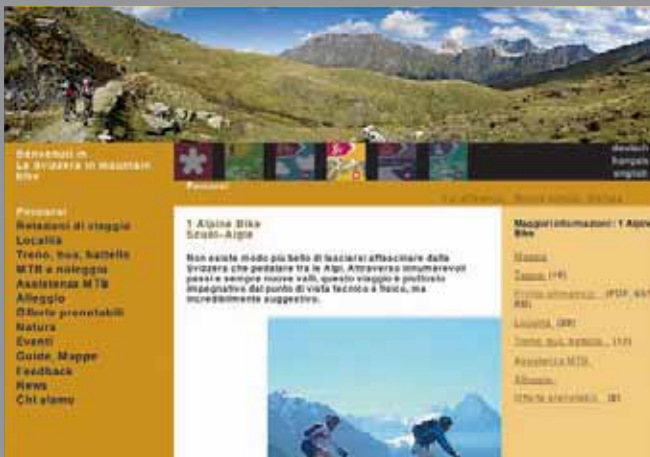 Benvenuti in
La Svizzera in mountain
bike
deutsch
français
english
Percorsi
Percorsi
Relazioni di viaggio
Località
Treno, bus, battello
MTB a noleggio
Assistenza MTB
Alloggio
Offerte prenotabili
Natura
Eventi
Guide, Mappe
Feedback
News
Chi siamo
1 Alpine Bike
Scuol–Aigle
Non esiste modo più bello di lasciarsi affascinare dalla
Svizzera che pedalare tra le Alpi. Attraverso innumerevoli
passi e sempre nuove valli, questo viaggio è piuttosto
impegnativo dal punto di vista tecnico e fisico, ma
incredibilmente suggestivo.
Maggiori informazioni: 1 Alpine
Bike
Mappa
Tappe (14)
(PDF,
Località
Treno, bus, battello
Assistenza MTB
Alloggio
Offerte prenotabili